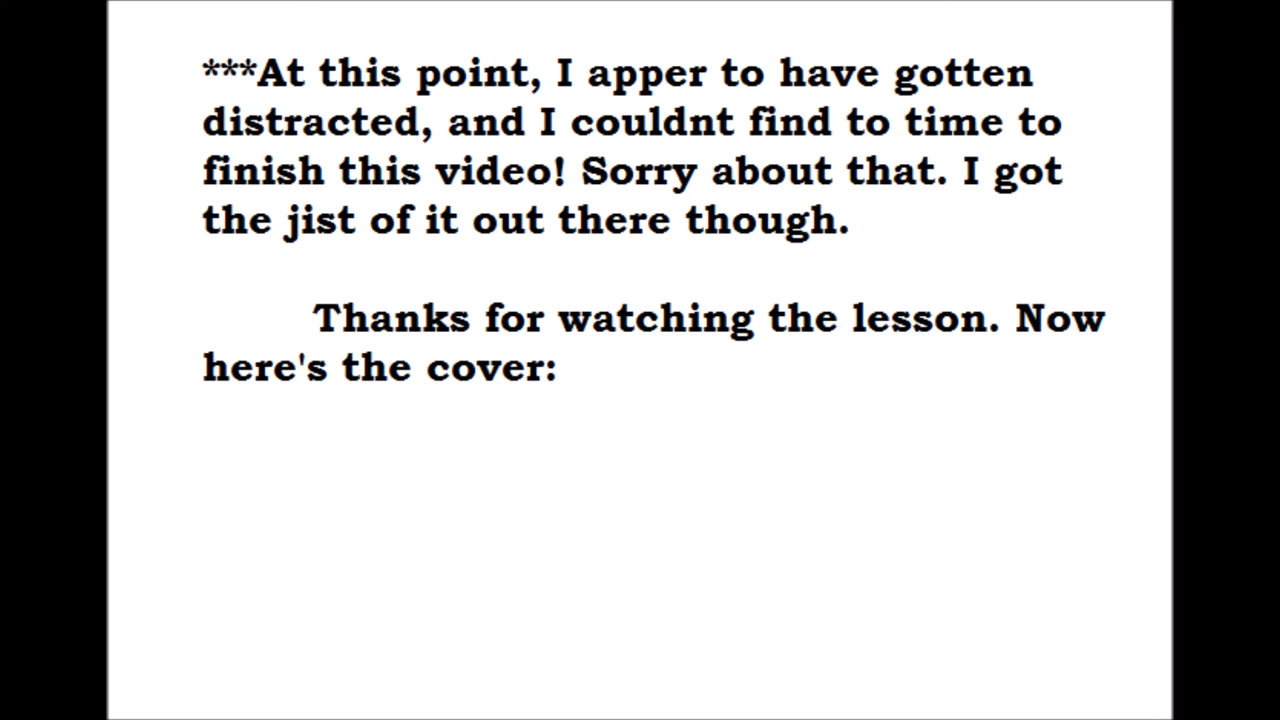 ***At this point, I apper to have gotten
distracted, and I couldnt find to time to
finish this video! Sorry about that. I got
the jist of it out there though.
Thanks for watching the lesson. Now
here's the cover: